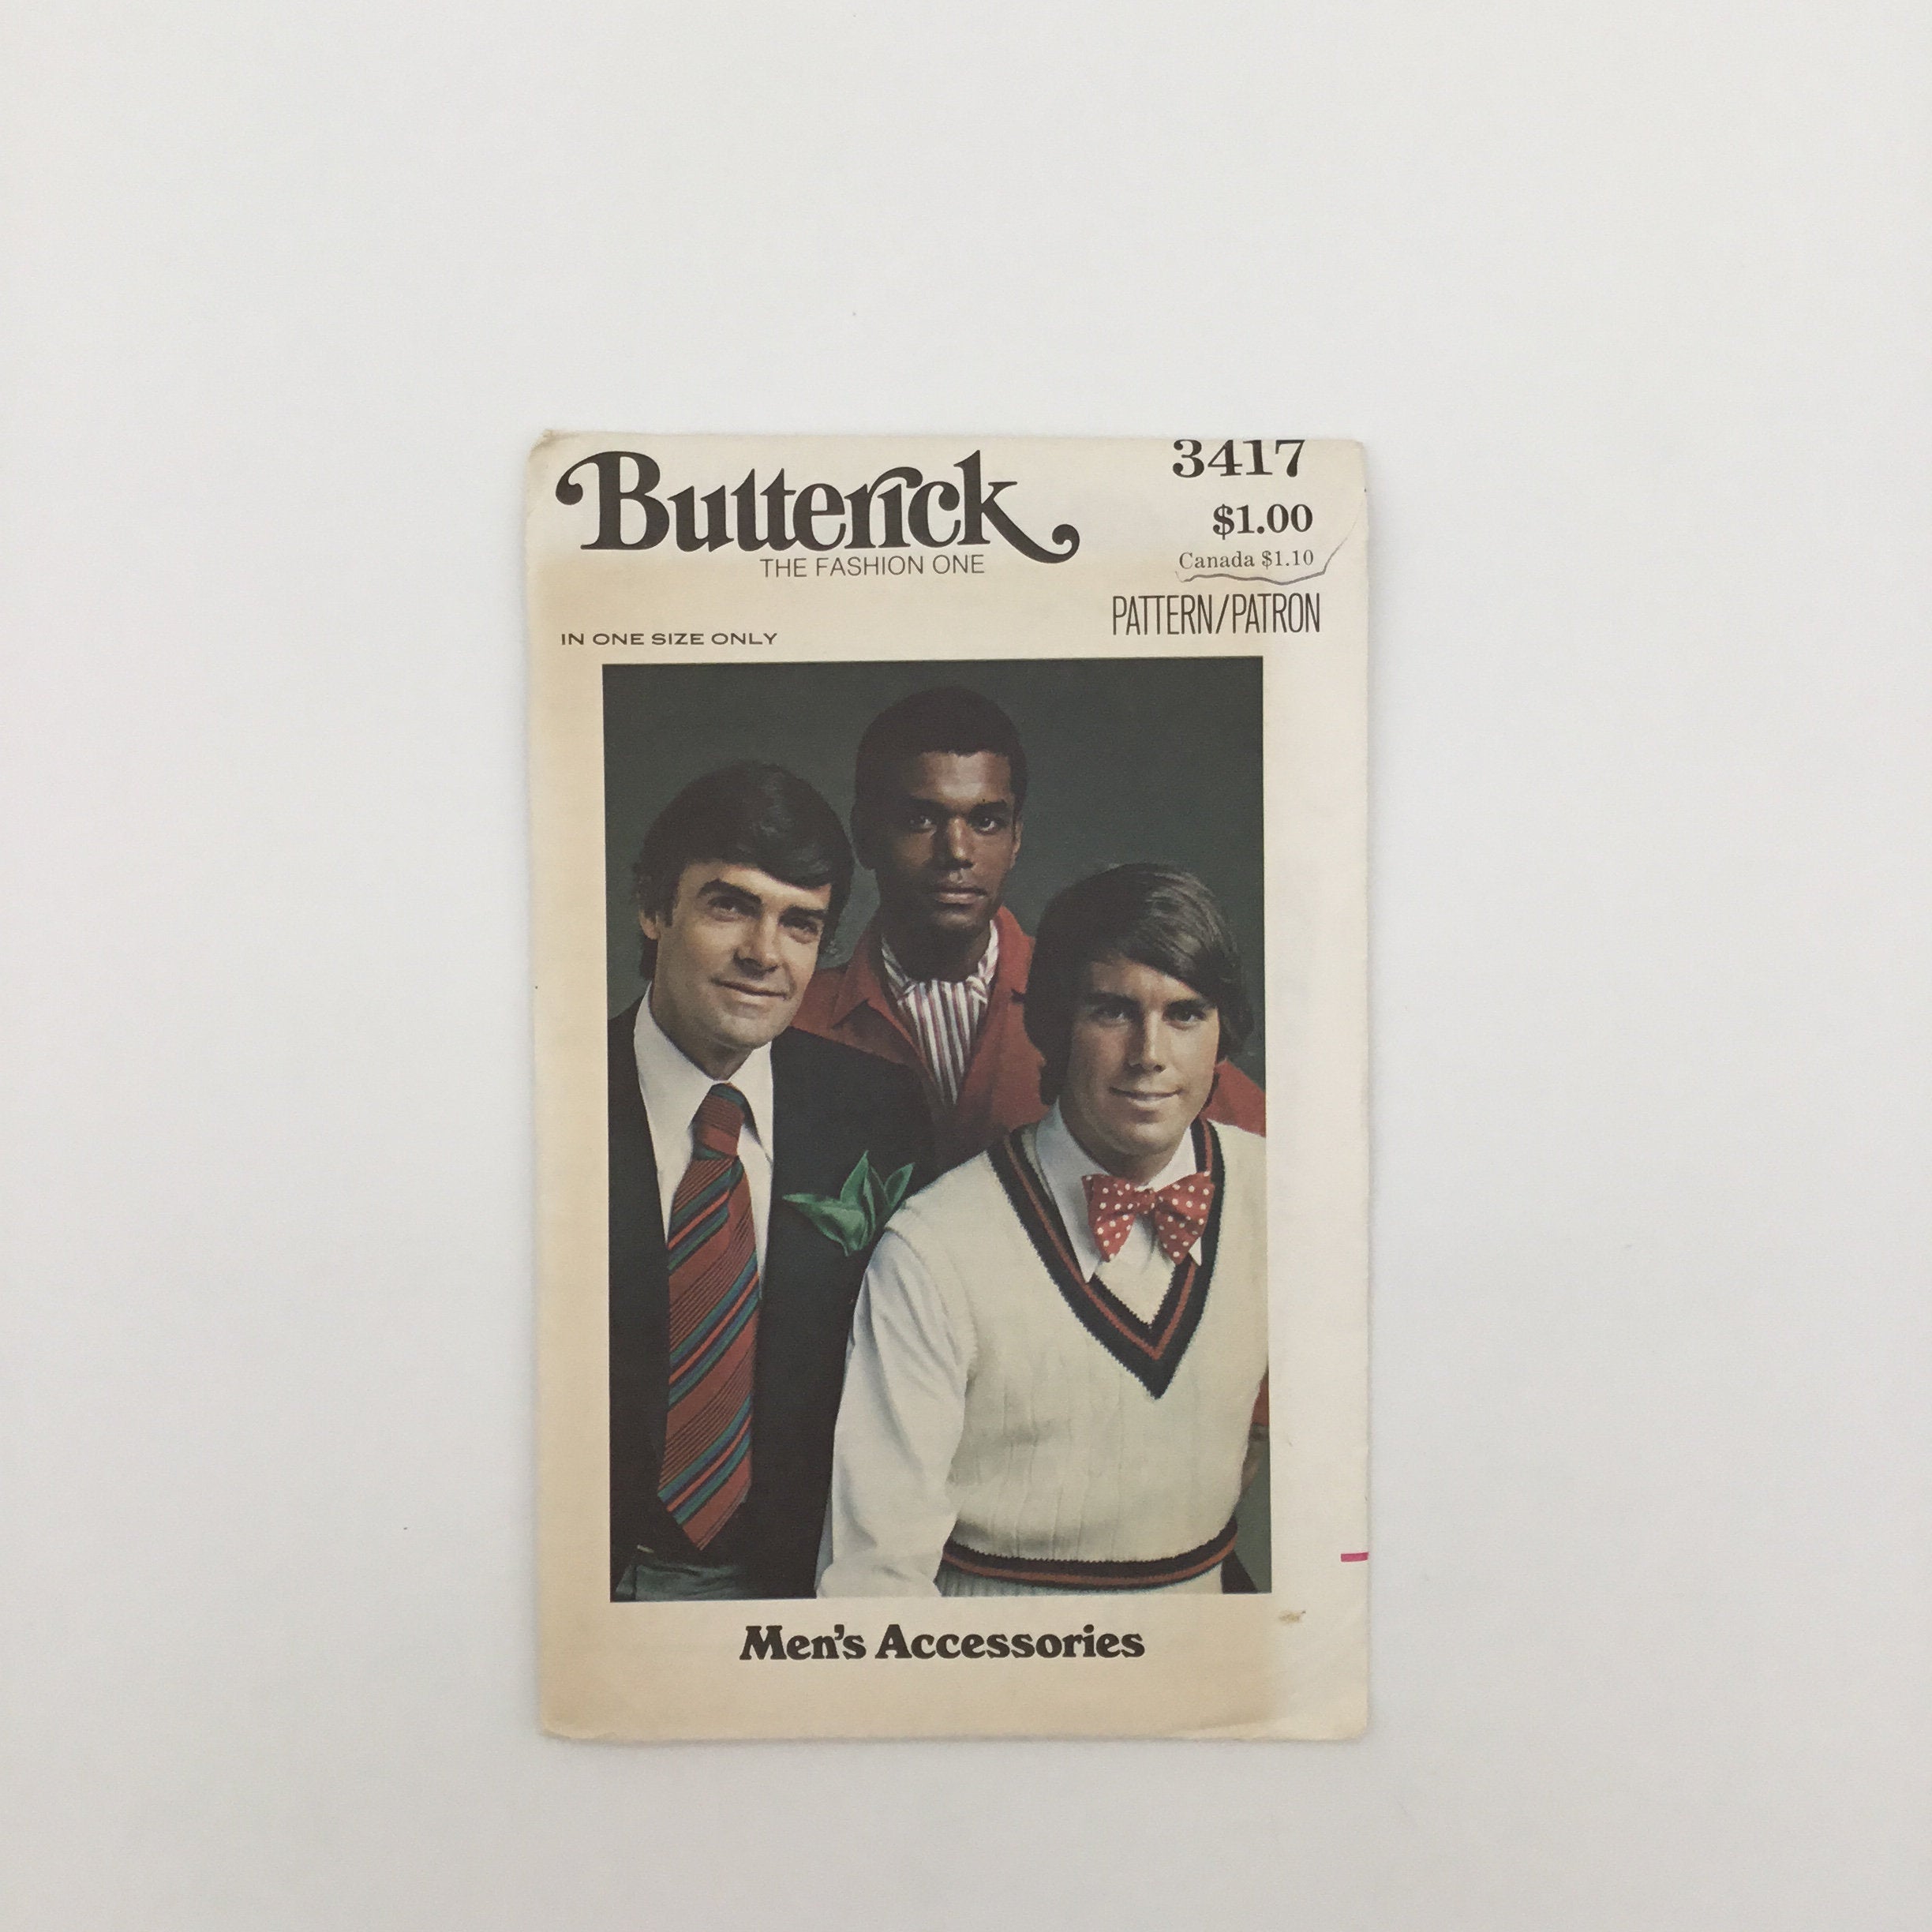 Butterick
THE FASHION ONE
3417
$1.00
Canada $1.10
PATTERN/PATRON
IN ONE SIZE ONLY
Men's Accessories